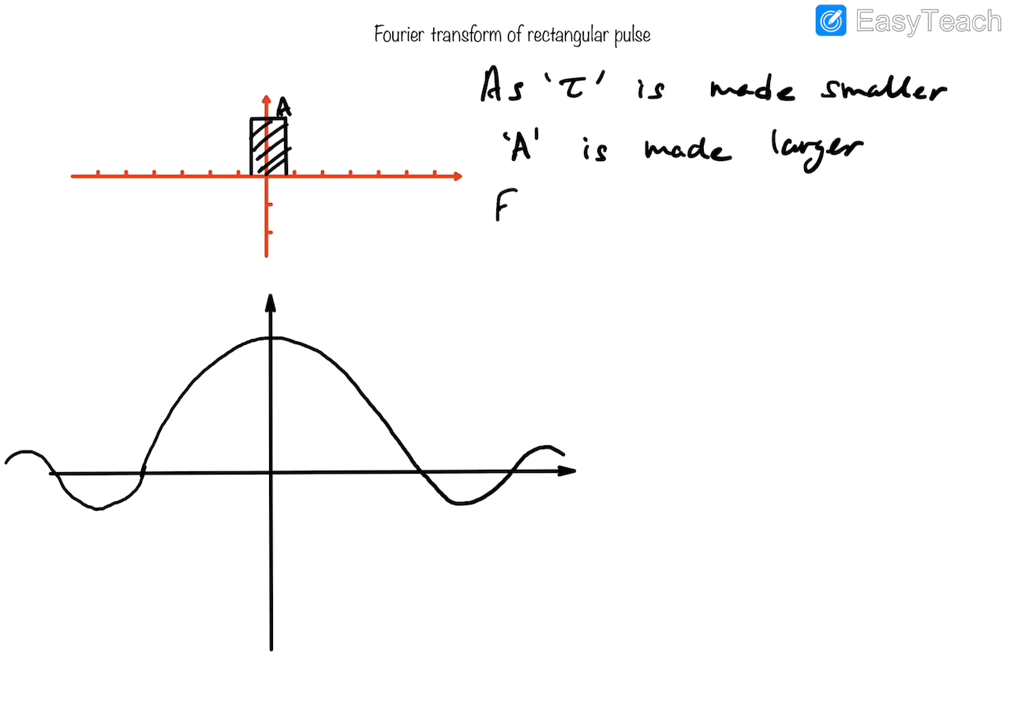 EasyTeach
Fourier transform of rectangular pulse
As 'τ' is made smaller
'A' is made larger
F
A